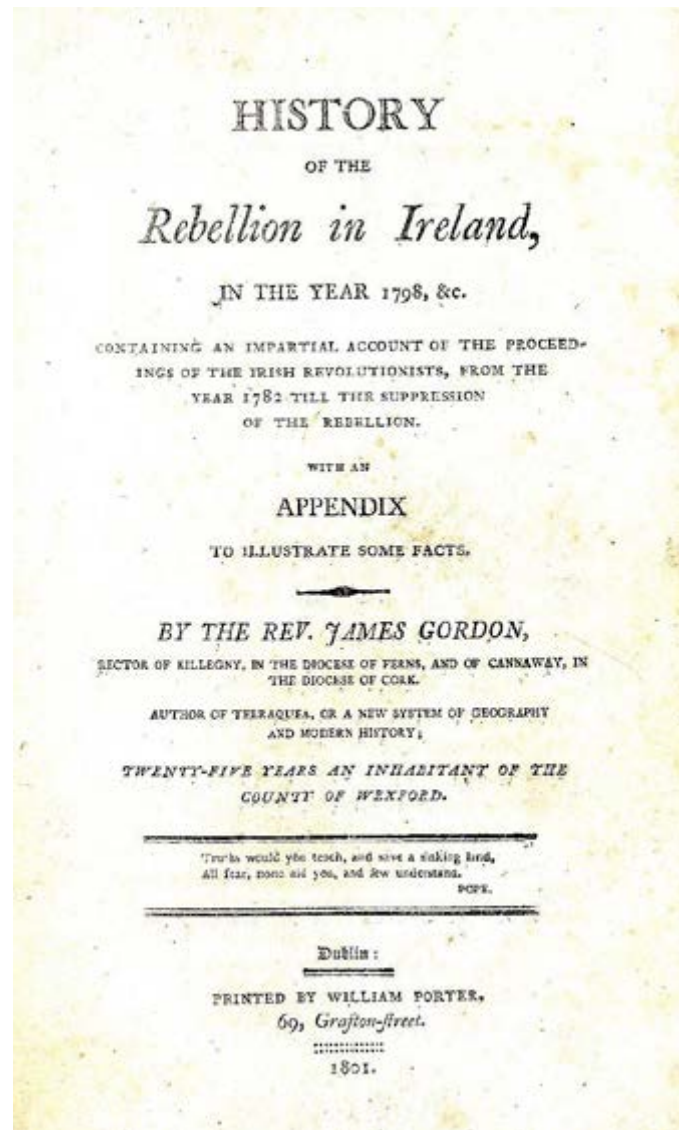 HISTORY
OF THE
Rebellion in Ireland,
IN THE YEAR 1798, &c.
CONTAINING AN IMPARTIAL ACCOUNT OF THE PROCEED-
INGS OF THE IRISH REVOLUTIONISTS, FROM THE
YEAR 1782 TILL THE SUPPRESSION
OF THE REBELLION.
WITH AN
APPENDIX
TO ILLUSTRATE SOME FACTS.
BY THE REV. JAMES GORDON,
RECTOR OF KILLEGNY, IN THE DIOCESE OF FERNS, AND OF CANNAWAY, IN
THE DIOCESE OF CORK.
AUTHOR OF TERRAQUEA, OR A NEW SYSTEM OF GEOGRAPHY
AND MODERN HISTORY;
TWENTY-FIVE YEARS AN INHABITANT OF THE
COUNTY OF WEXFORD.
Truths would you teach, and save a sinking land,
All fear, none aid you, and few understand.
POPE.
Dublin:
PRINTED BY WILLIAM PORTER,
69, Grafton-ſtreet.
1801.